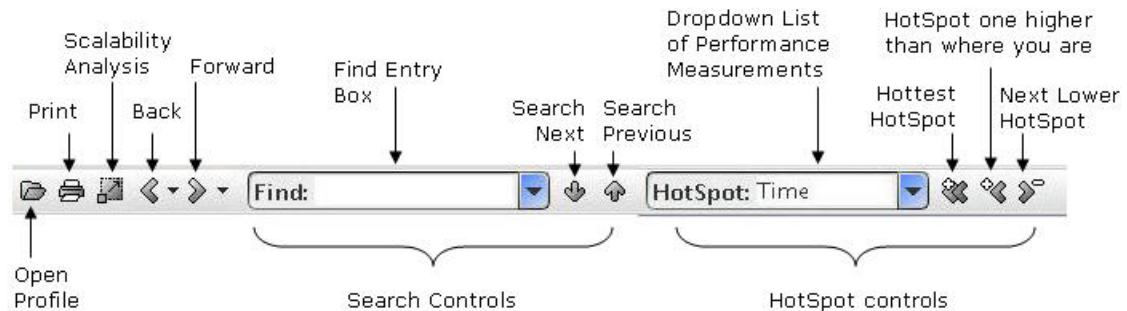 Scalability
Analysis
Forward
Print
Back
Find Entry
Box
Search
Next
Search
Previous
Dropdown List
of Performance
Measurements
HotSpot one higher
than where you are
Hottest
HotSpot
Next Lower
HotSpot
Find:
HotSpot: Time
Open
Profile
Search Controls
HotSpot controls